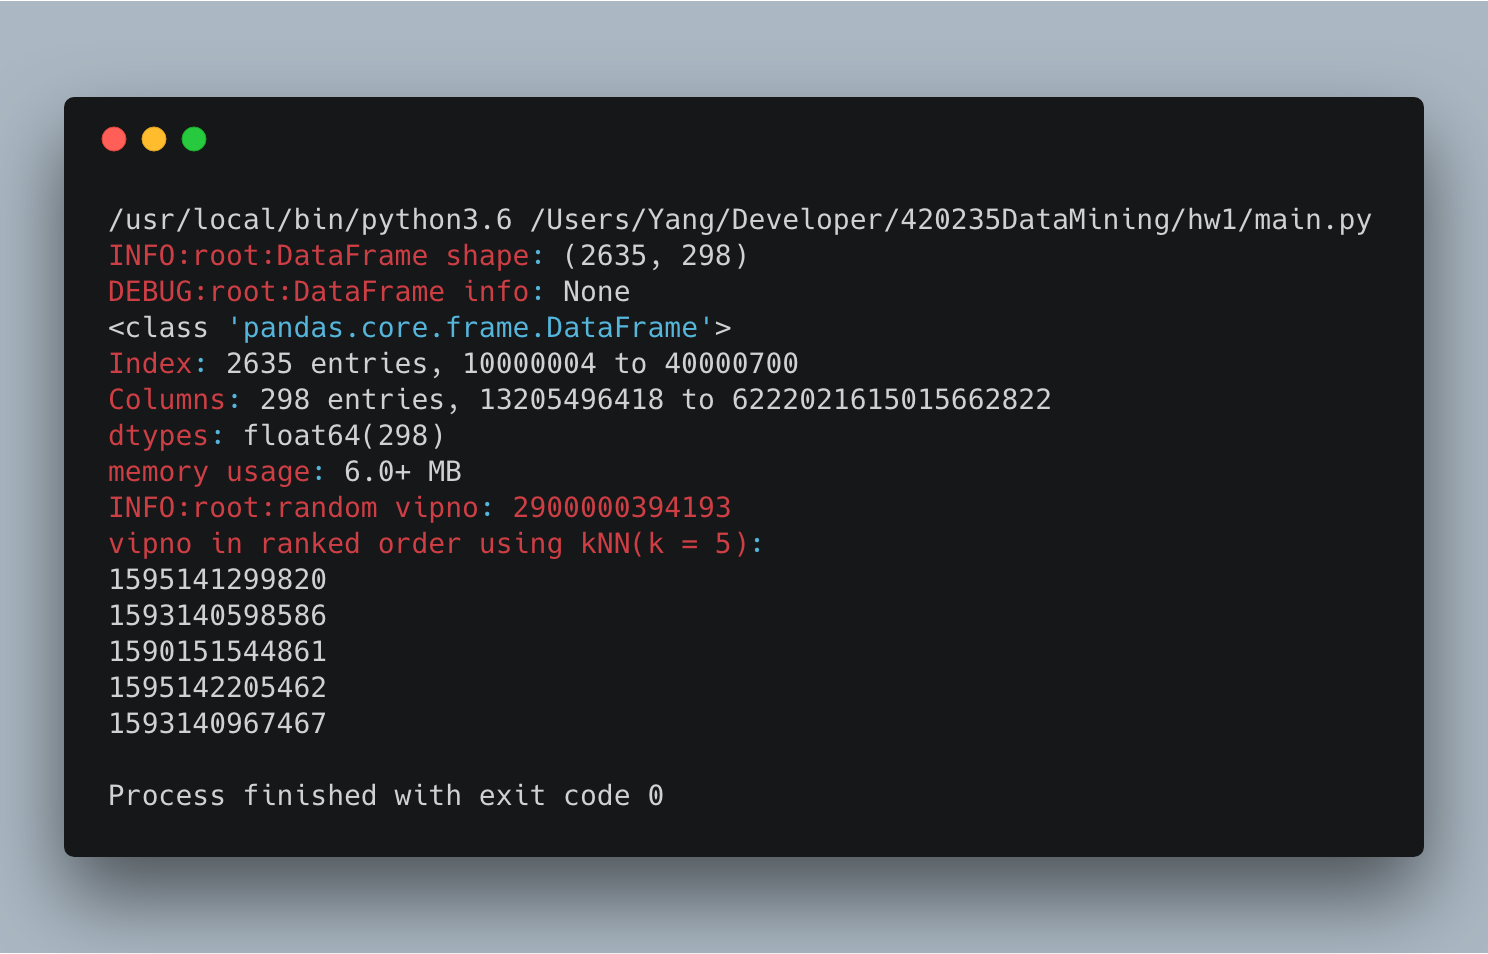 /usr/local/bin/python3.6 /Users/Yang/Developer/420235DataMining/hw1/main.py
INFO:root:DataFrame shape: (2635, 298)
DEBUG:root:DataFrame info: None
<class 'pandas.core.frame.DataFrame'>
Index: 2635 entries, 10000004 to 40000700
Columns: 298 entries, 13205496418 to 6222021615015662822
dtypes: float64(298)
memory usage: 6.0+ MB
INFO:root:random vipno: 2900000394193
vipno in ranked order using kNN(k = 5):
1595141299820
1593140598586
1590151544861
1595142205462
1593140967467
Process finished with exit code 0